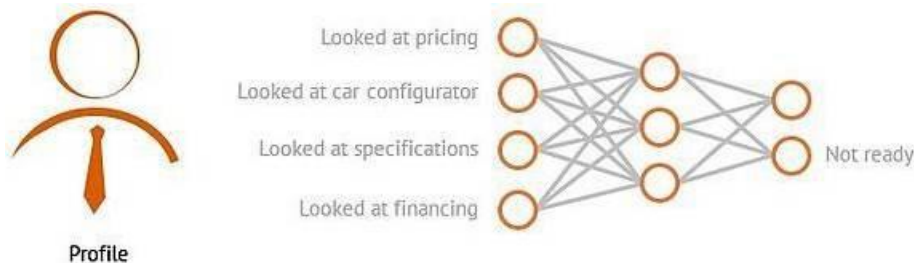 Looked at pricing
Looked at car configurator
Looked at specifications
Not ready
Looked at financing
Profile